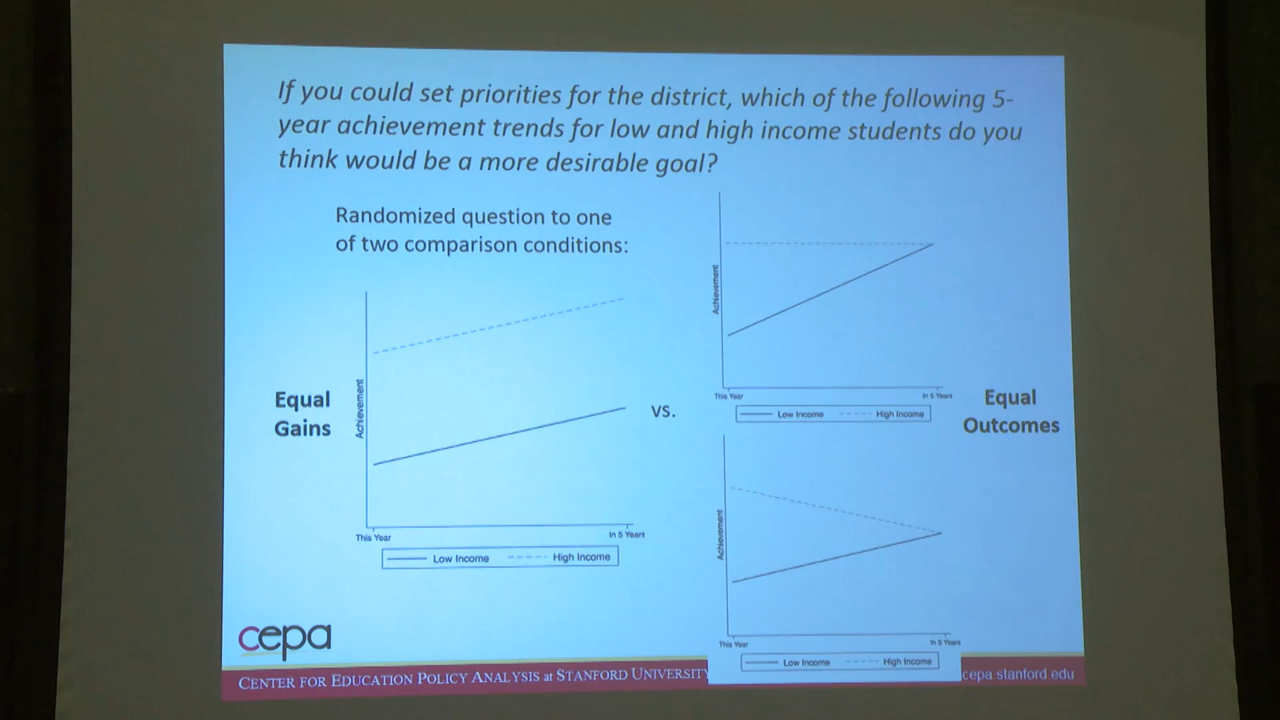 If you could set priorities for the district, which of the following 5-
year achievement trends for low and high income students do you
think would be a more desirable goal?
Randomized question to one
of two comparison conditions:
Equal
Gains
Achievement
This Year
In 5 Years
Low Income
High Income
vs.
Achievement
This Year
In 5 Years
Low Income
High Income
Equal
Outcomes
Achievement
This Year
In 5 Years
Low Income
High Income
cepa
CENTER FOR EDUCATION POLICY ANALYSIS at STANFORD UNIVERSITY
cepa stanford edu